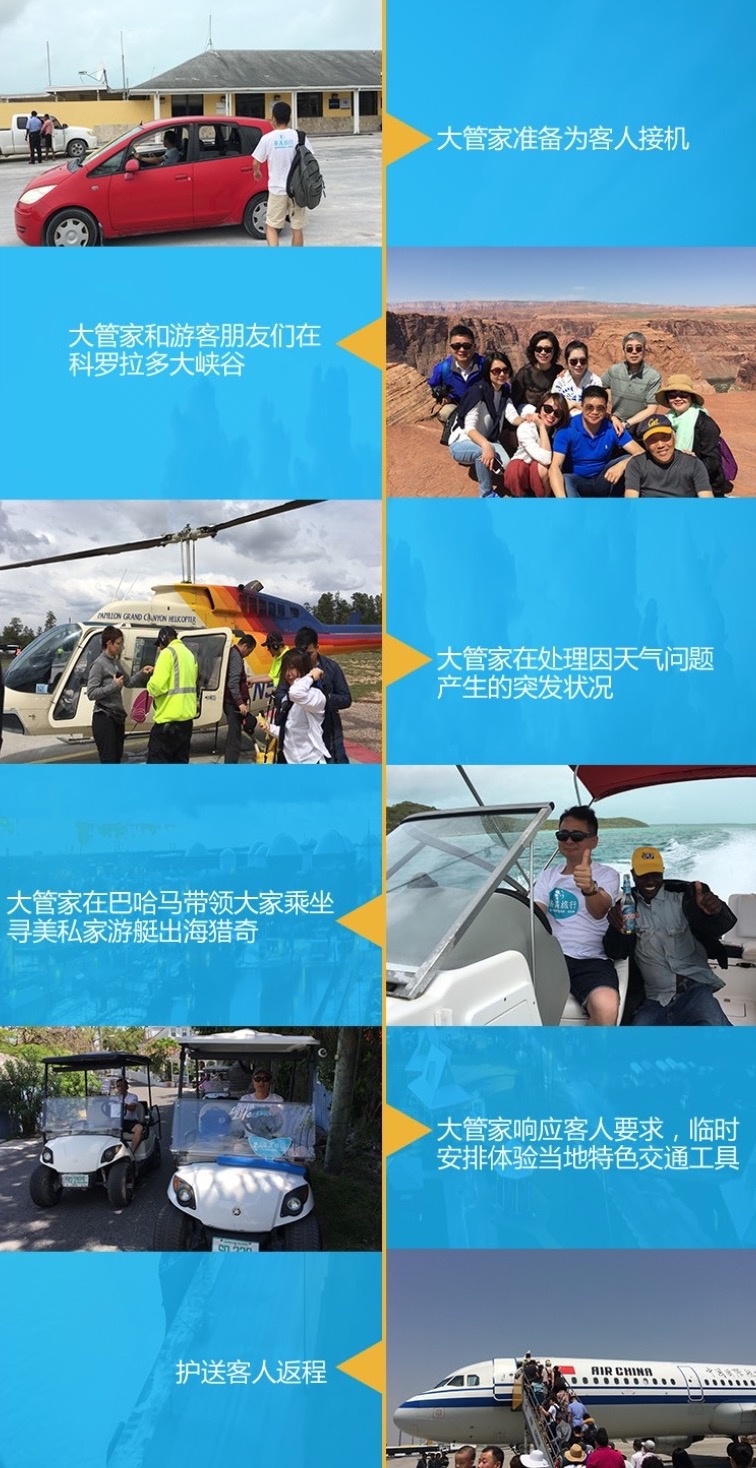 大管家准备为客人接机
大管家和游客朋友们在
科罗拉多大峡谷
PAPILLON GRAND CANYON HELICOPTER
大管家在处理因天气问题
产生的突发状况
大管家在巴哈马带领大家乘坐
寻美私家游艇出海猎奇
大管家响应客人要求，临时
安排体验当地特色交通工具
护送客人返程
AIR CHINA